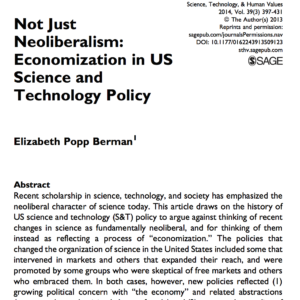 Science, Technology, & Human Values
2014, Vol. 39(3) 397-431
© The Author(s) 2013
Reprints and permission:
sagepub.com/journalsPermissions.nav
DOI: 10.1177/0162243913509123
sthv.sagepub.com
SAGE
Not Just
Neoliberalism:
Economization in US
Science and
Technology Policy
Elizabeth Popp Berman1
Abstract
Recent scholarship in science, technology, and society has emphasized the
neoliberal character of science today. This article draws on the history of
US science and technology (S&T) policy to argue against thinking of recent
changes in science as fundamentally neoliberal, and for thinking of them
instead as reflecting a process of “economization.” The policies that
changed the organization of science in the United States included some that
intervened in markets and others that expanded their reach, and were
promoted by some groups who were skeptical of free markets and others
who embraced them. In both cases, however, new policies reflected (1)
growing political concern with “the economy” and related abstractions